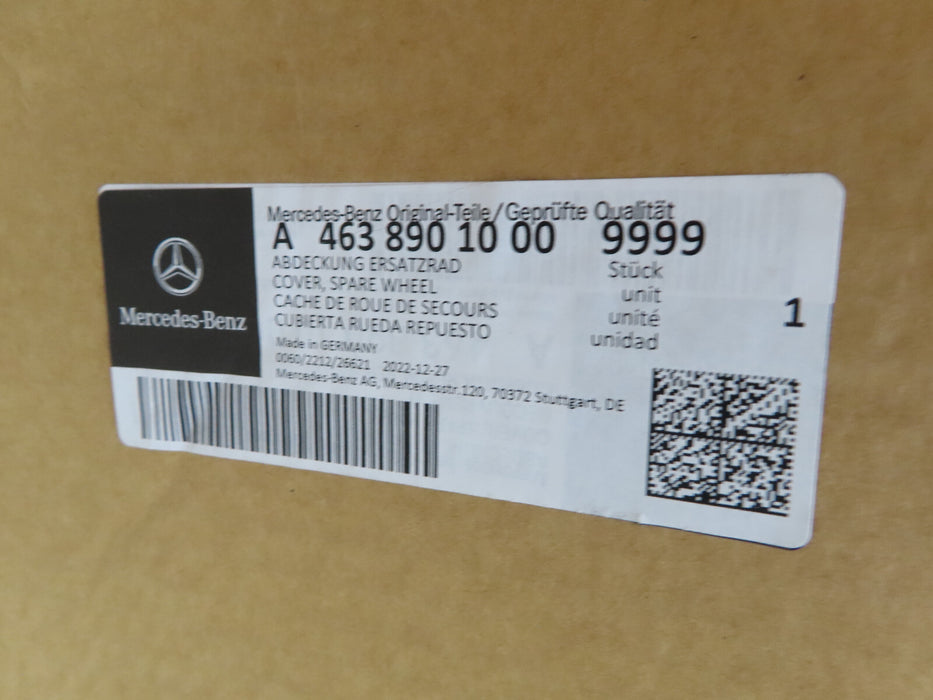 Mercedes-Benz
Mercedes-Benz Original-Teile/Geprüfte Qualität
A 463 890 10 00 9999
ABDECKUNG ERSATZRAD Stück
COVER, SPARE WHEEL unit
CACHE DE ROUE DE SECOURS unité 1
CUBIERTA RUEDA REPUESTO unidad
Made in GERMANY
0060/2212/26621 2022-12-27
Mercedes-Benz AG, Mercedesstr.120, 70372 Stuttgart, DE